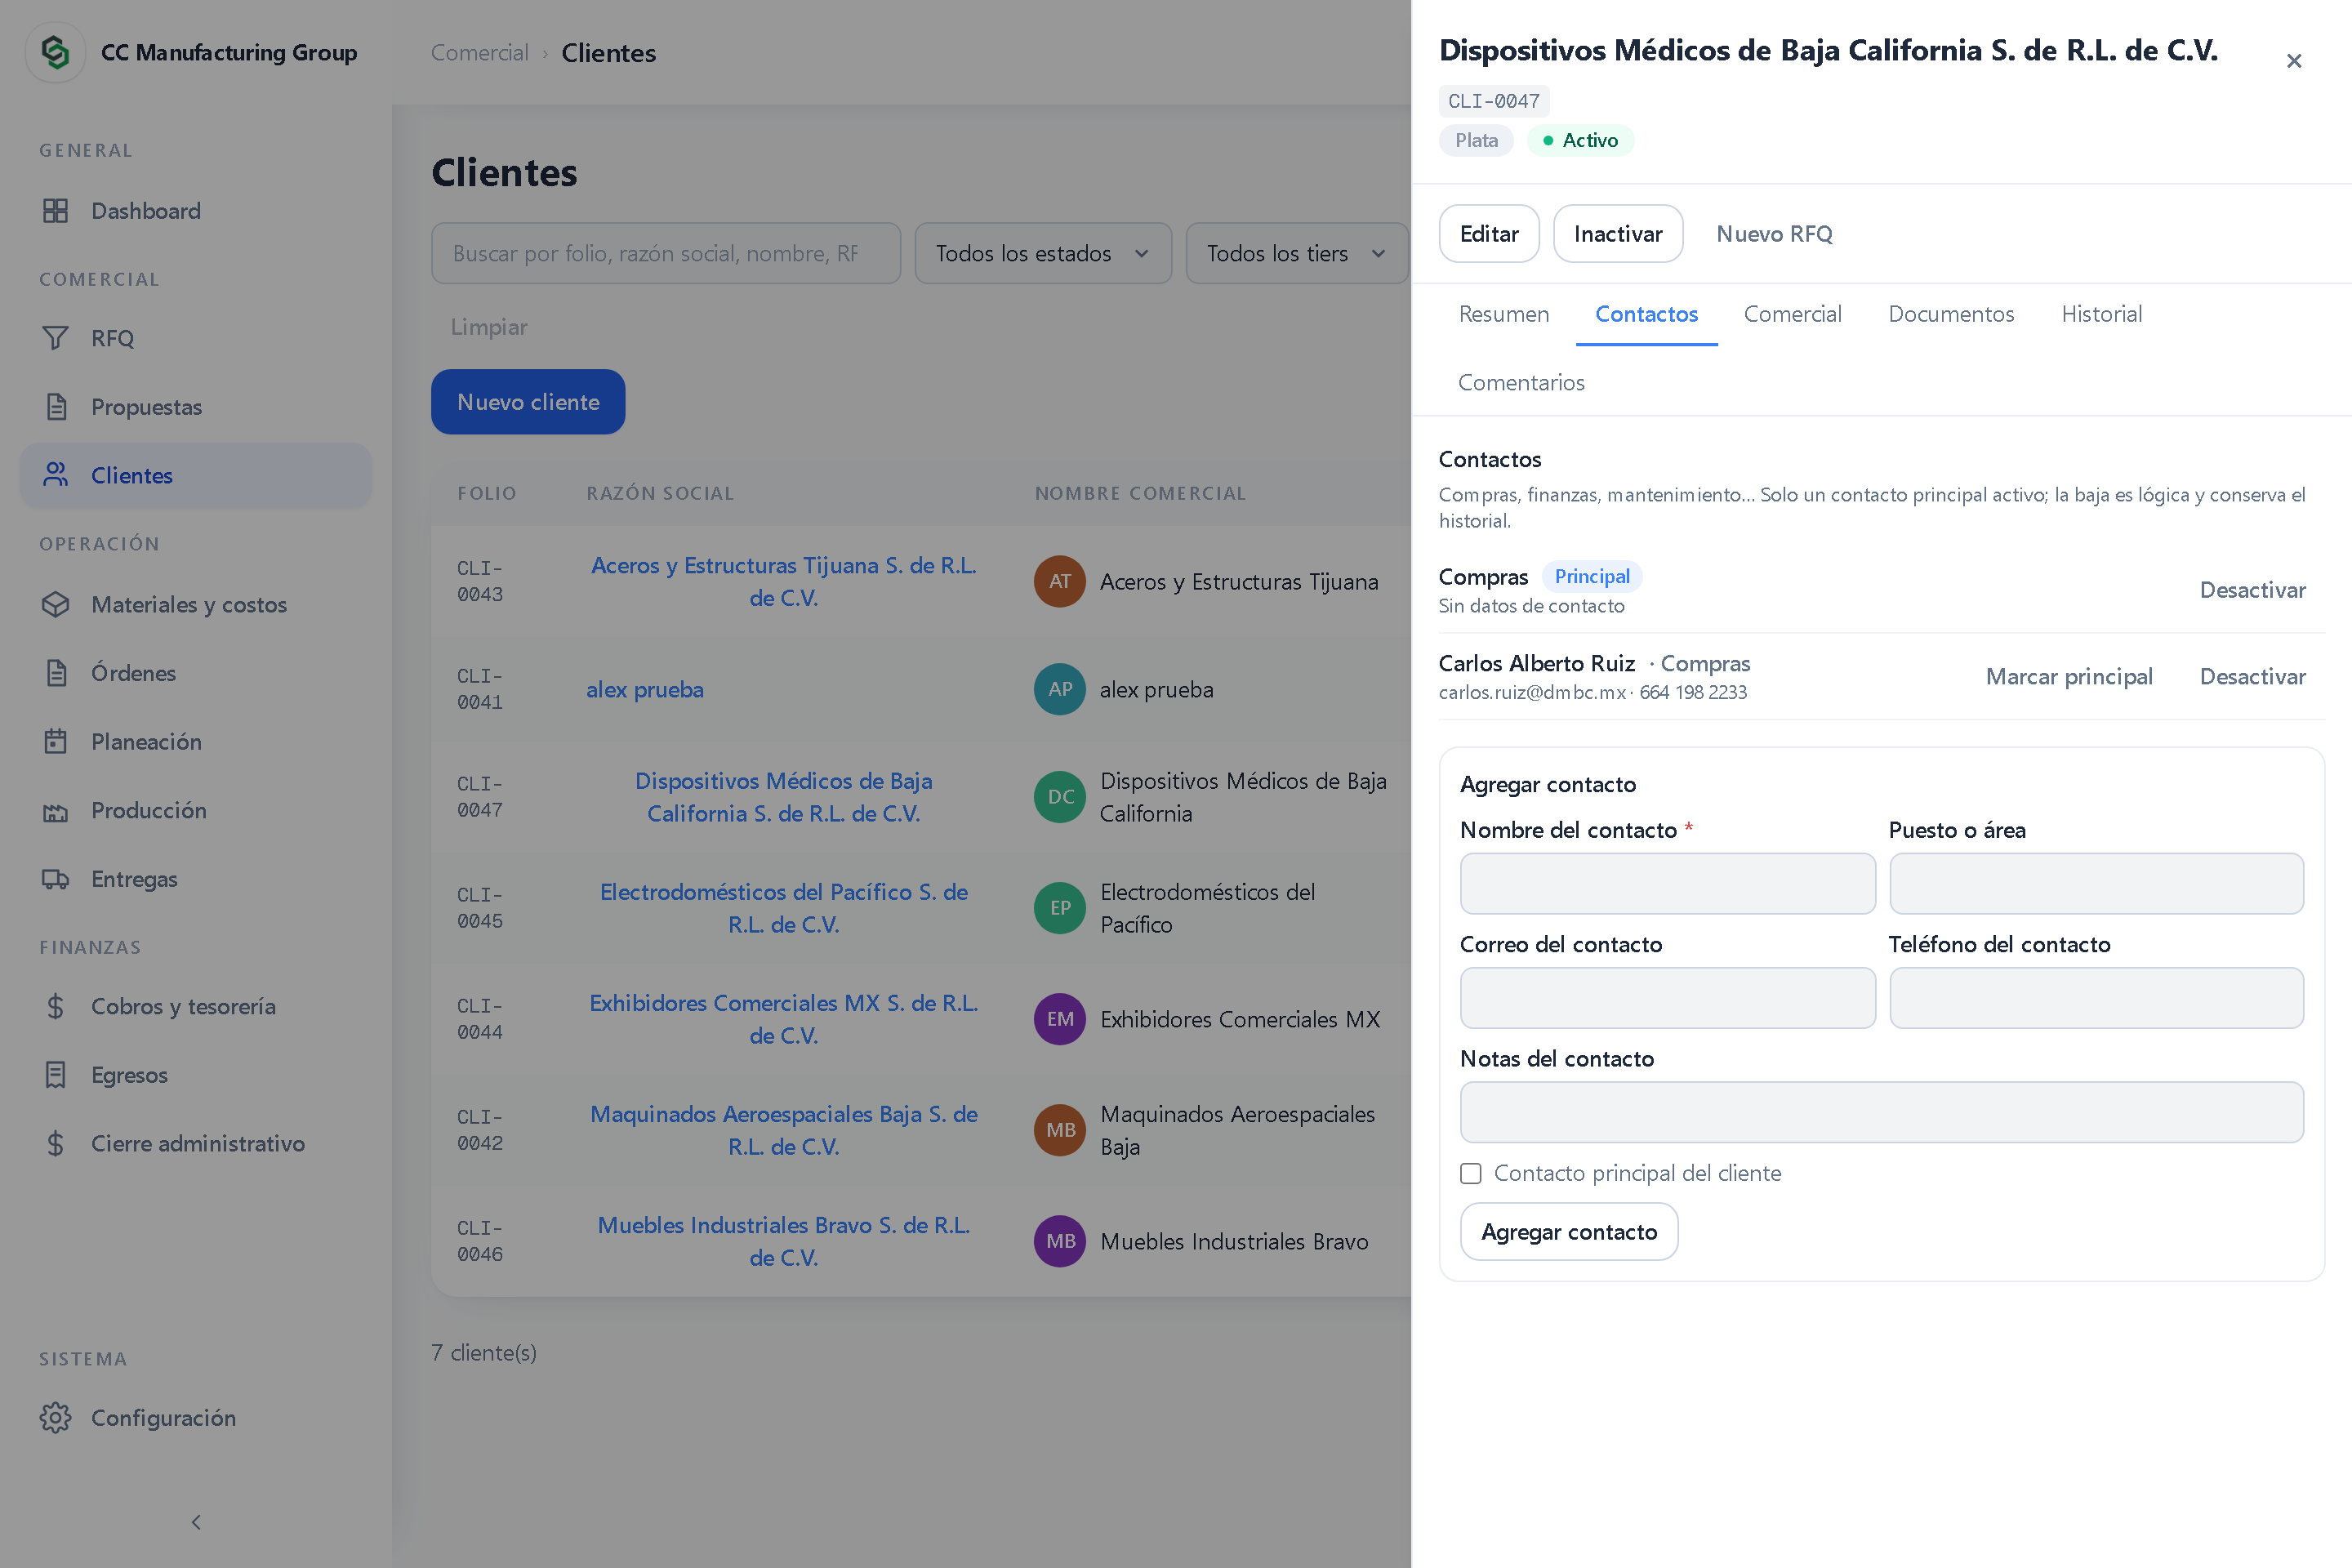 CC Manufacturing Group
GENERAL
Dashboard
COMERCIAL
RFQ
Propuestas
Clientes
OPERACIÓN
Materiales y costos
Órdenes
Planeación
Producción
Entregas
FINANZAS
Cobros y tesorería
Egresos
Cierre administrativo
SISTEMA
Configuración
Comercial › Clientes
Clientes
Buscar por folio, razón social, nombre, RF
Todos los estados
Todos los tiers
Limpiar
Nuevo cliente
FOLIO RAZÓN SOCIAL NOMBRE COMERCIAL
CLI-
0043
Aceros y Estructuras Tijuana S. de R.L.
de C.V.
AT
Aceros y Estructuras Tijuana
CLI-
0041
alex prueba
AP
alex prueba
CLI-
0047
Dispositivos Médicos de Baja
California S. de R.L. de C.V.
DC
Dispositivos Médicos de Baja
California
CLI-
0045
Electrodomésticos del Pacífico S. de
R.L. de C.V.
EP
Electrodomésticos del
Pacífico
CLI-
0044
Exhibidores Comerciales MX S. de R.L.
de C.V.
EM
Exhibidores Comerciales MX
CLI-
0042
Maquinados Aeroespaciales Baja S. de
R.L. de C.V.
MB
Maquinados Aeroespaciales
Baja
CLI-
0046
Muebles Industriales Bravo S. de R.L.
de C.V.
MB
Muebles Industriales Bravo
7 cliente(s)
Dispositivos Médicos de Baja California S. de R.L. de C.V.
CLI-0047
Plata
Activo
Editar
Inactivar
Nuevo RFQ
Resumen
Contactos
Comercial
Documentos
Historial
Comentarios
Contactos
Compras, finanzas, mantenimiento... Solo un contacto principal activo; la baja es lógica y conserva el
historial.
Compras Principal
Sin datos de contacto
Desactivar
Carlos Alberto Ruiz · Compras
carlos.ruiz@dmbc.mx · 664 198 2233
Marcar principal
Desactivar
Agregar contacto
Nombre del contacto *
Puesto o área
Correo del contacto
Teléfono del contacto
Notas del contacto
Contacto principal del cliente
Agregar contacto